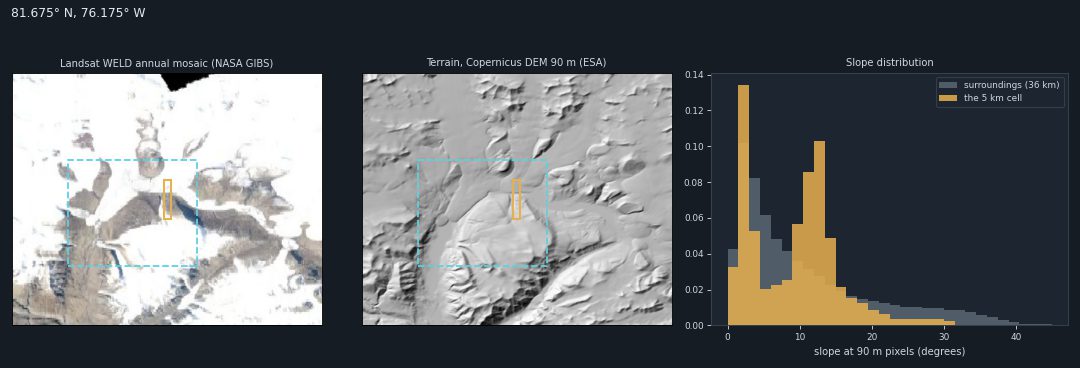 81.675° N, 76.175° W
Landsat WELD annual mosaic (NASA GIBS)
Terrain, Copernicus DEM 90 m (ESA)
Slope distribution
surroundings (36 km)
the 5 km cell
0.14
0.12
0.10
0.08
0.06
0.04
0.02
0.00
0 10 20 30 40
slope at 90 m pixels (degrees)